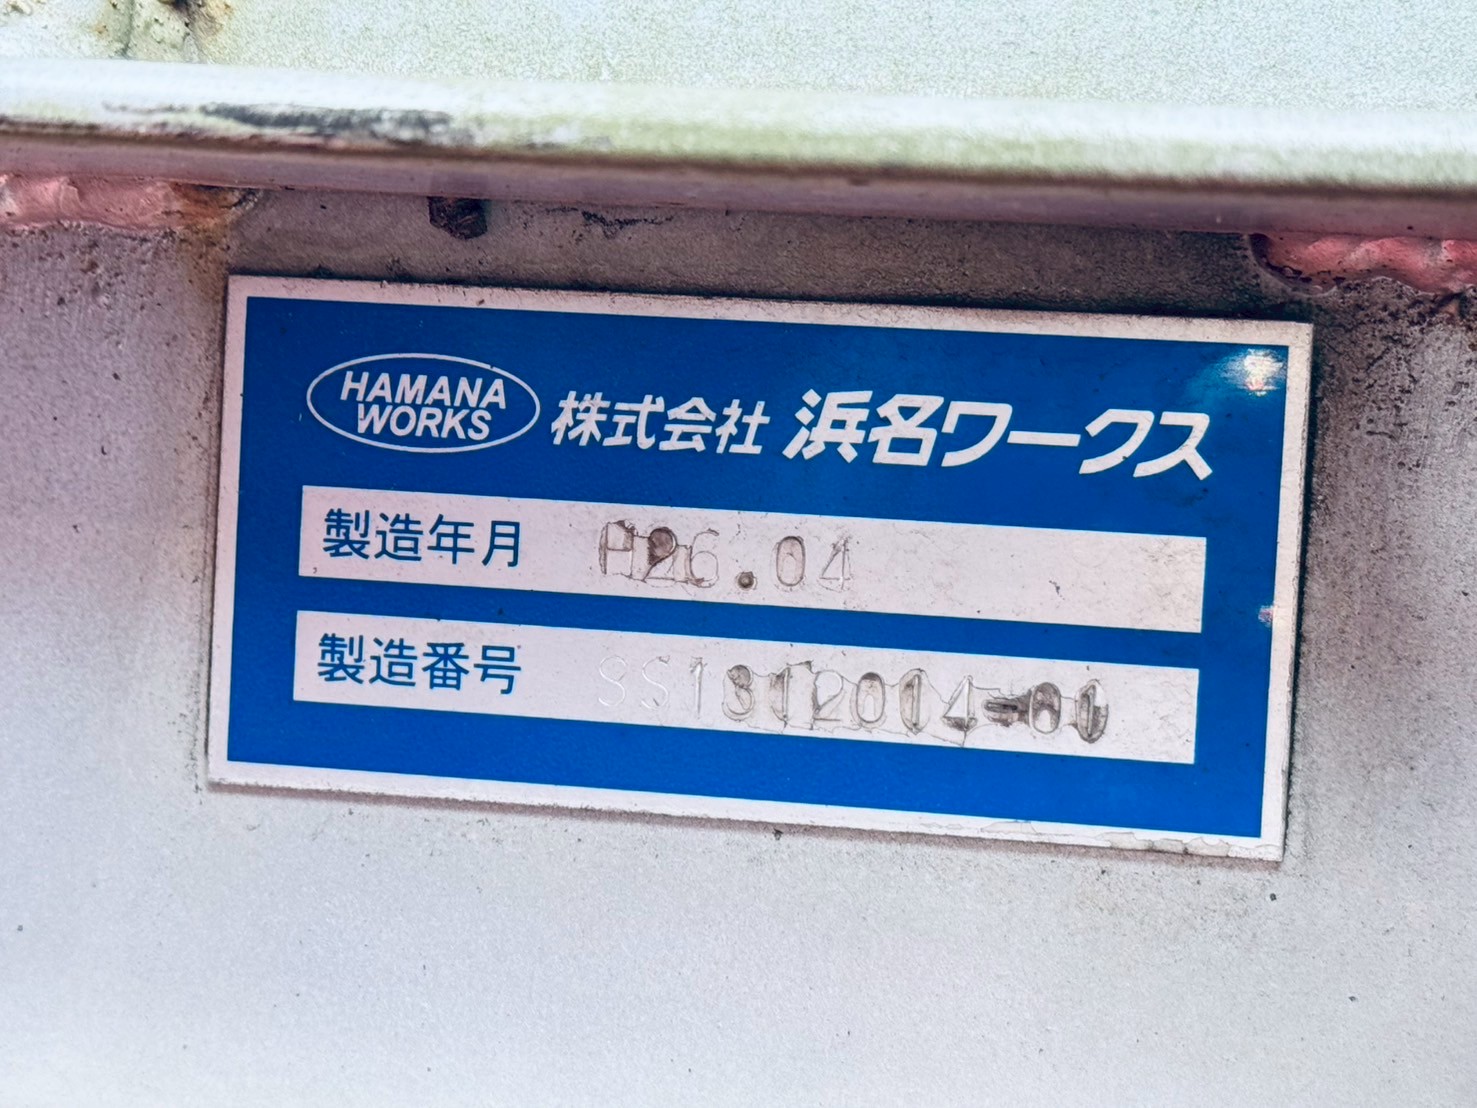 HAMANA WORKS 株式会社 浜名ワークス
製造年月 H26.04
製造番号 SS1312014-01